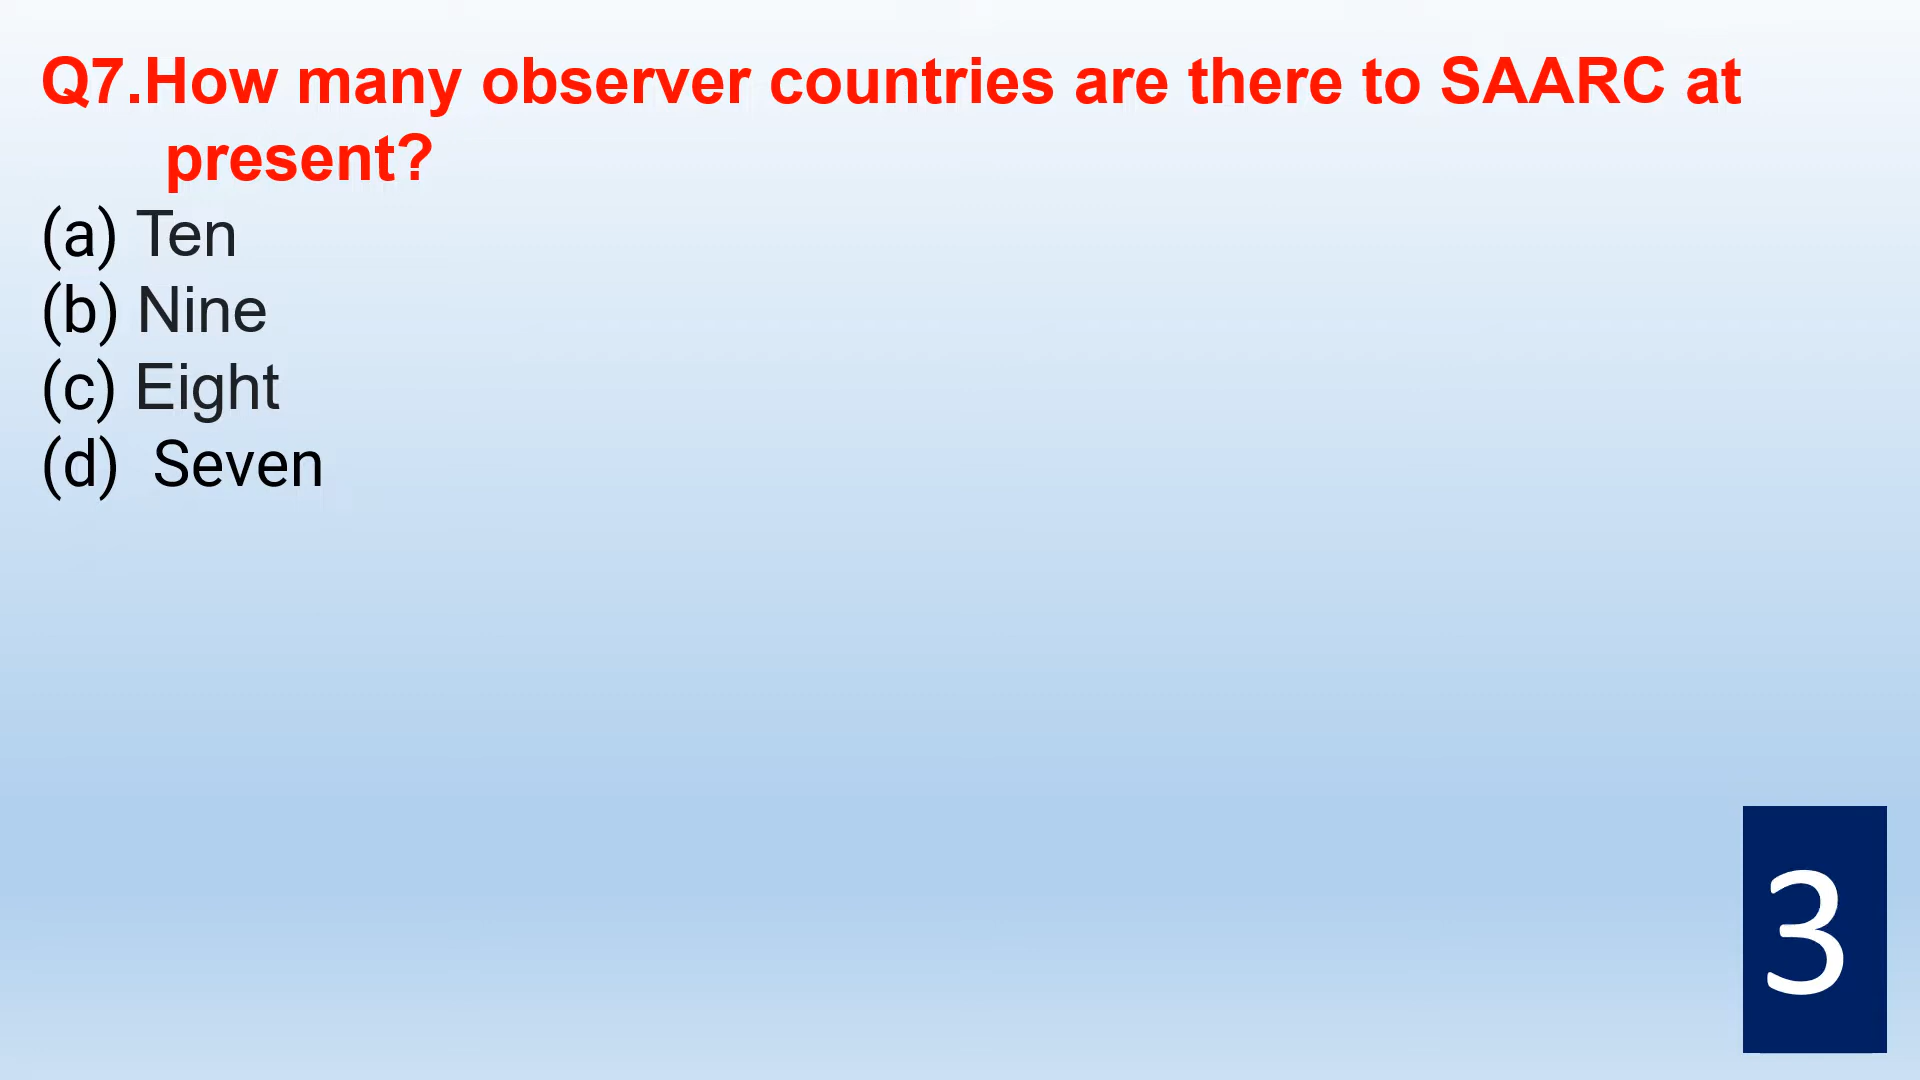 Q7.How many observer countries are there to SAARC at
present?
(a) Ten
(b) Nine
(c) Eight
(d) Seven
3